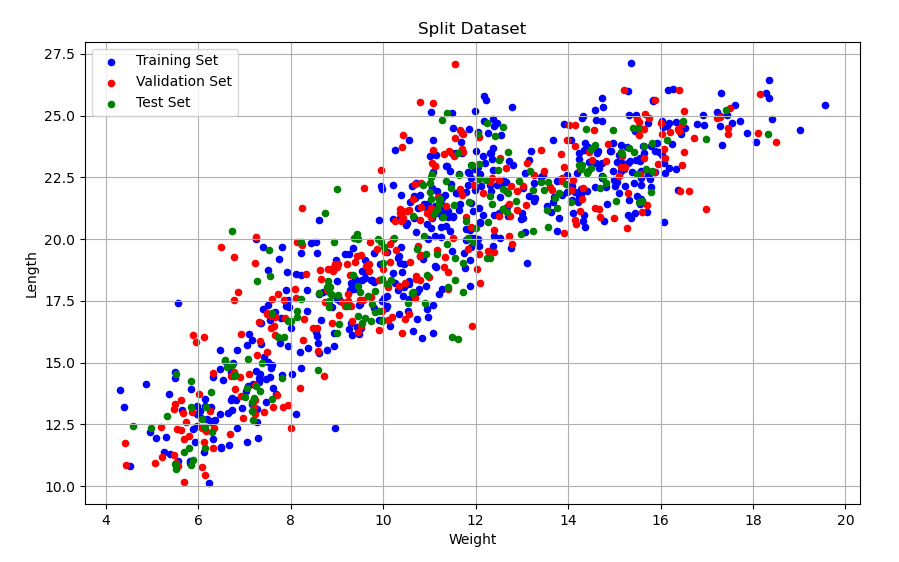 Split Dataset
Training Set
Validation Set
Test Set
27.5
25.0
22.5
20.0
17.5
15.0
12.5
10.0
Length
4 6 8 10 12 14 16 18 20
Weight